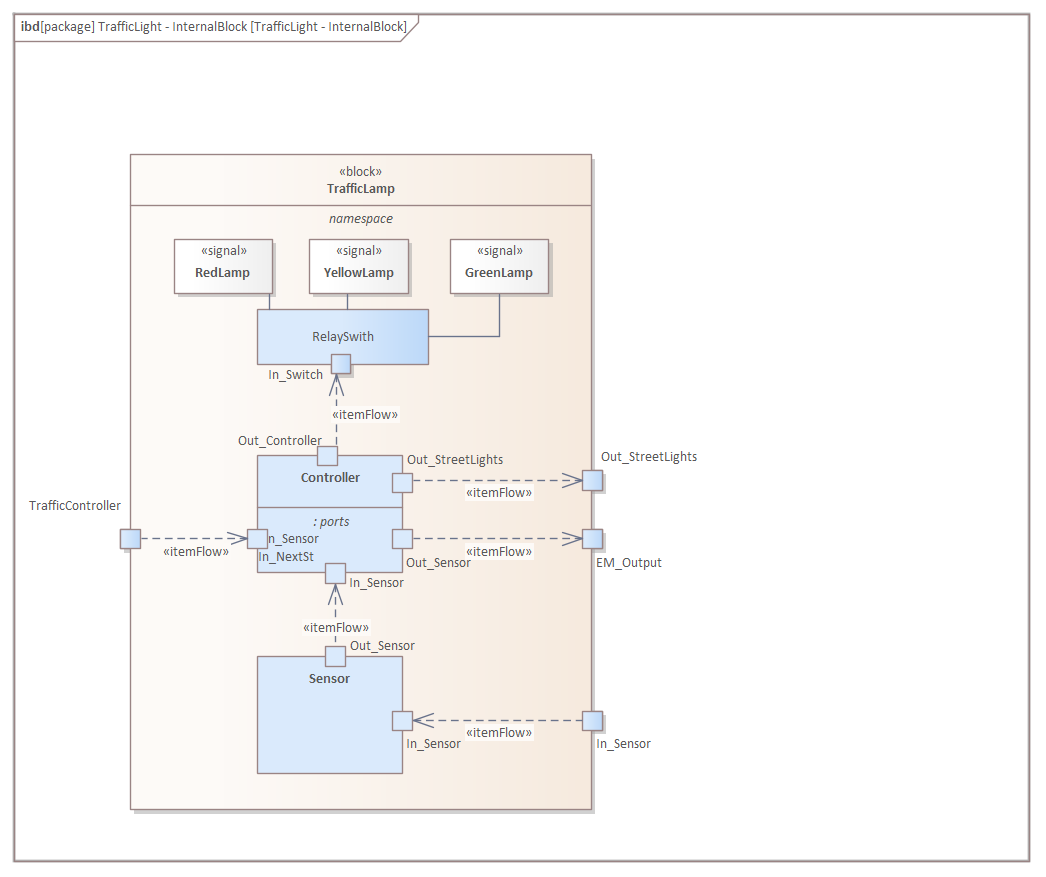 ibd[package] TrafficLight - InternalBlock [TrafficLight - InternalBlock]
«block»
TrafficLamp
namespace
«signal»
RedLamp
«signal»
YellowLamp
«signal»
GreenLamp
RelaySwith
In_Switch
«itemFlow»
Out_Controller
Controller
Out_StreetLights
Out_StreetLights
«itemFlow»
TrafficController
: ports
«itemFlow»
n_Sensor
In_NextSt
«itemFlow»
Out_Sensor
EM_Output
In_Sensor
«itemFlow»
Out_Sensor
Sensor
«itemFlow»
In_Sensor
In_Sensor